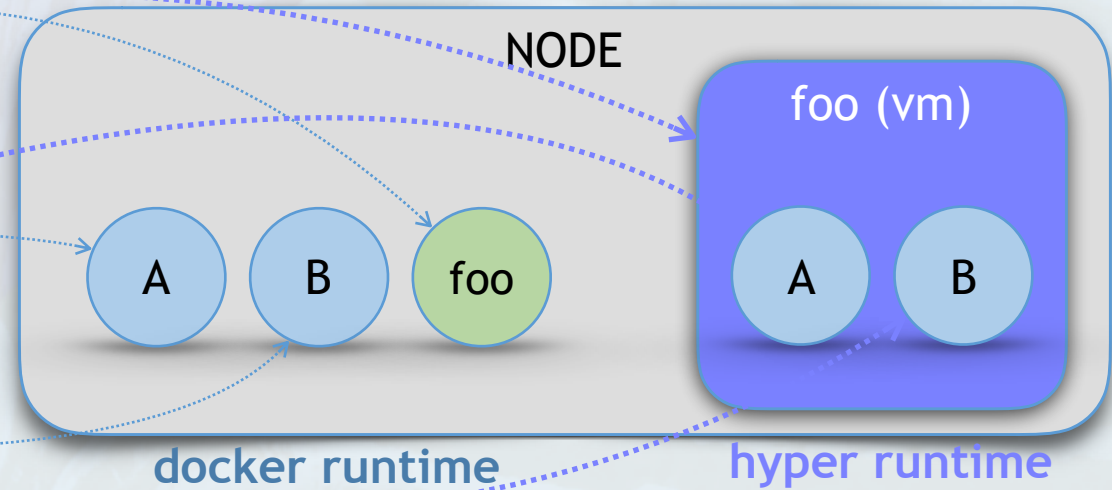 NODE
foo (vm)
A
B
foo
A
B
docker runtime
hyper runtime